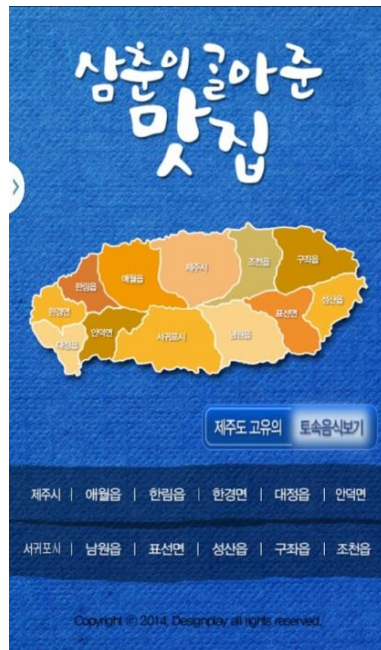 삼춘이 골아 준
맛집
제주시
조천읍
구좌읍
애월읍
한림읍
성산읍
한경면
표선면
안덕면
서귀포시
남원읍
대정읍
제주도 고유의 토속음식보기
제주시 | 애월읍 | 한림읍 | 한경면 | 대정읍 | 안덕면
서귀포시 | 남원읍 | 표선면 | 성산읍 | 구좌읍 | 조천읍
Copyright ⓒ 2014, Designplay all rights reserved.